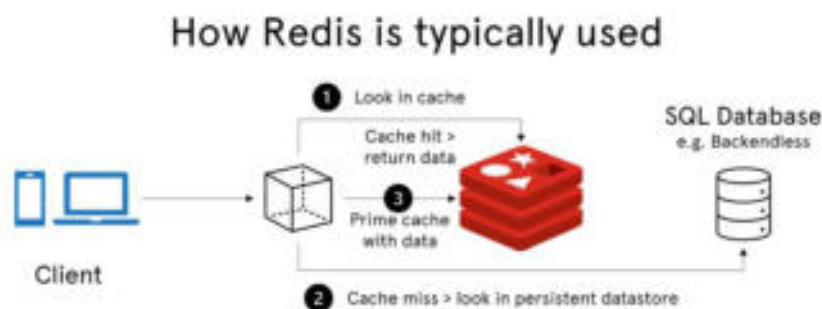 How Redis is typically used
1 Look in cache
Cache hit >
return data
SQL Database
e.g. Backendless
3
Prime cache
with data
Client
2 Cache miss > look in persistent datastore